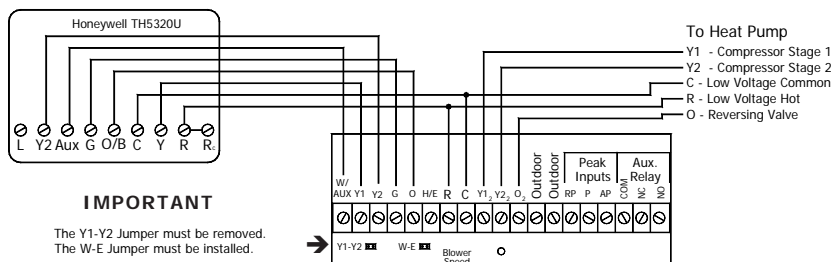 Honeywell TH5320U
L Y2 Aux G O/B C Y R Rc
To Heat Pump
Y1 - Compressor Stage 1
Y2 - Compressor Stage 2
C - Low Voltage Common
R - Low Voltage Hot
O - Reversing Valve
IMPORTANT
The Y1-Y2 Jumper must be removed.
The W-E Jumper must be installed.
Outdoor Outdoor Peak Inputs Aux. Relay
W/AUX Y1 Y2 G O H/E R C Y1₂ Y2₂ O₂ RP P AP COM NC NO
Y1-Y2 W-E Blower
Speed